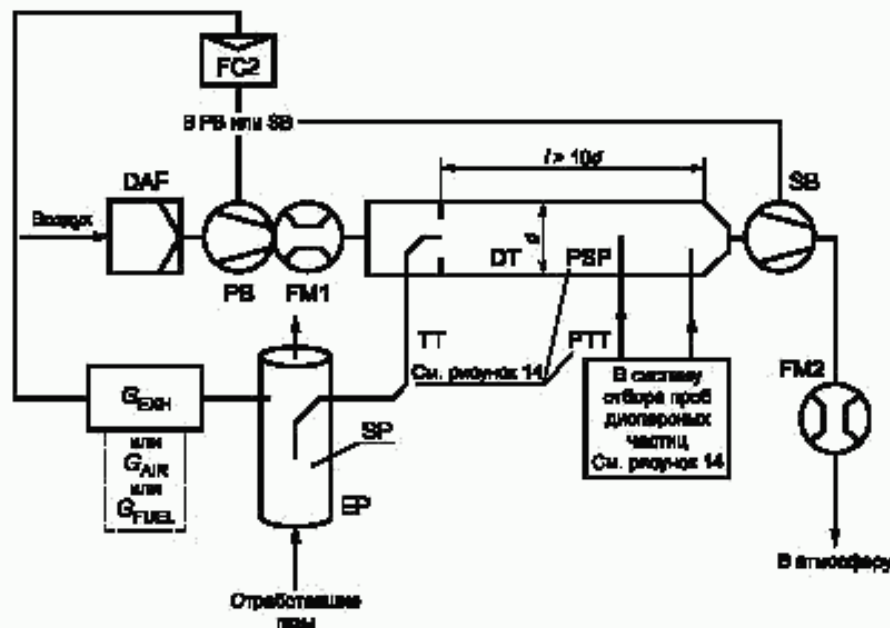 FC2
В РВ или SB
l > 10d
DAF
SB
Воздух
d
DT
PSP
PB
FM1
TT
PTT
См. рисунок 14
FM2
В систему
отбора проб
дисперсных
частиц
См. рисунок 14
G_EXH
или
G_AIR
или
G_FUEL
SP
EP
В атмосферу
Отработавшие
газы